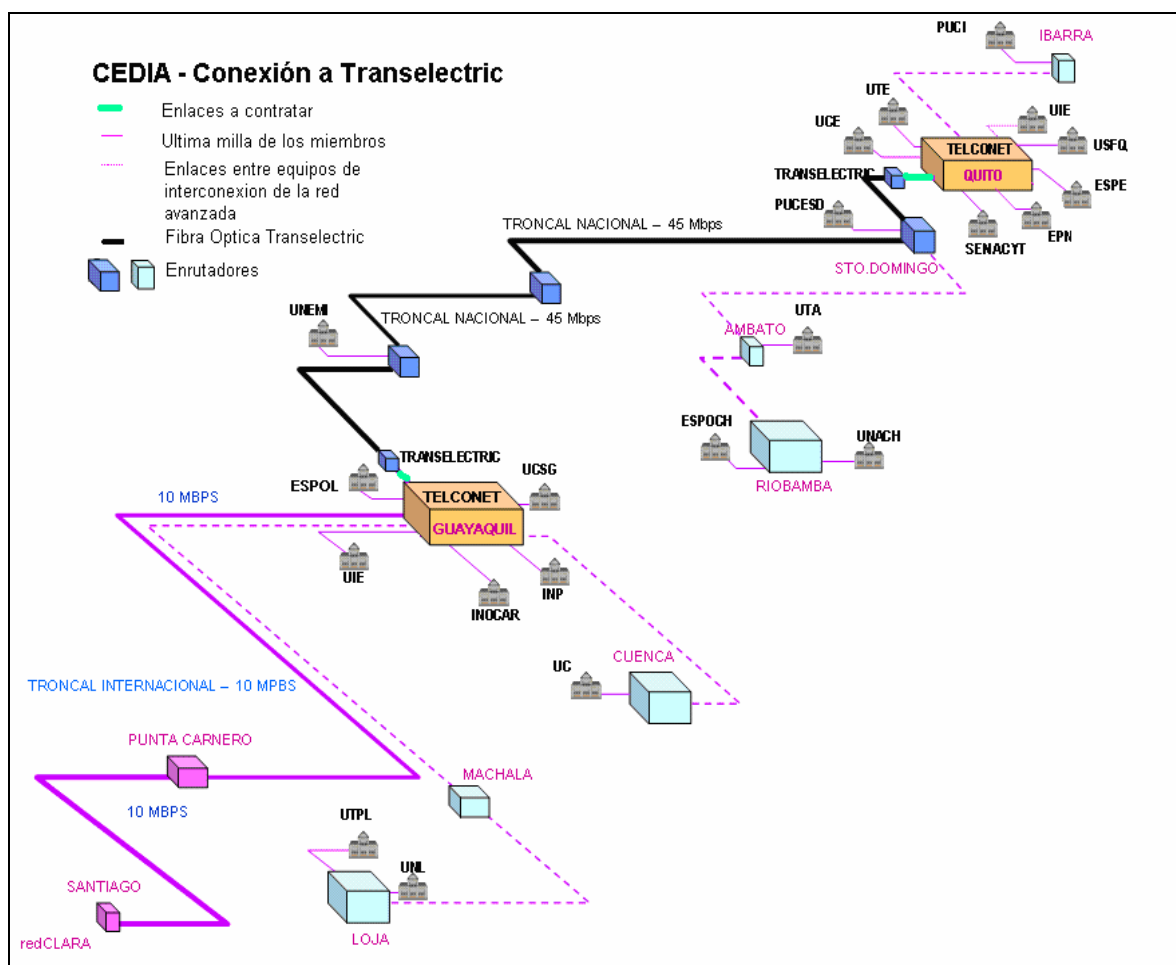 CEDIA - Conexión a Transelectric
Enlaces a contratar
Ultima milla de los miembros
Enlaces entre equipos de
interconexion de la red
avanzada
Fibra Optica Transelectric
Enrutadores
PUCI
IBARRA
UTE
UCE
UIE
USFQ
TELCONET
QUITO
TRANSELECTRIC
ESPE
PUCESD
SENACYT
EPN
STO.DOMINGO
TRONCAL NACIONAL – 45 Mbps
TRONCAL NACIONAL – 45 Mbps
UNEMI
AMBATO
UTA
ESPOCH
UNACH
RIOBAMBA
TRANSELECTRIC
ESPOL
UCSG
TELCONET
GUAYAQUIL
10 MBPS
UIE
INOCAR
INP
UC
CUENCA
TRONCAL INTERNACIONAL – 10 MPBS
PUNTA CARNERO
10 MBPS
MACHALA
UTPL
UNL
LOJA
SANTIAGO
redCLARA